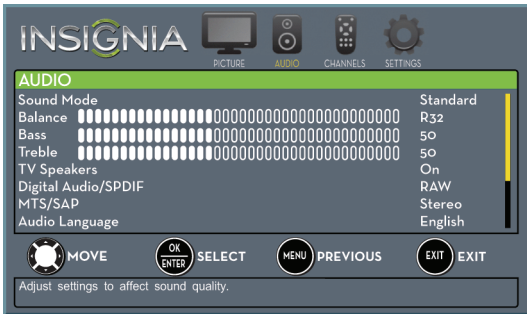 INSIGNIA
PICTURE AUDIO CHANNELS SETTINGS
AUDIO
Sound Mode Standard
Balance R32
Bass 50
Treble 50
TV Speakers On
Digital Audio/SPDIF RAW
MTS/SAP Stereo
Audio Language English
MOVE OK ENTER SELECT MENU PREVIOUS EXIT EXIT
Adjust settings to affect sound quality.